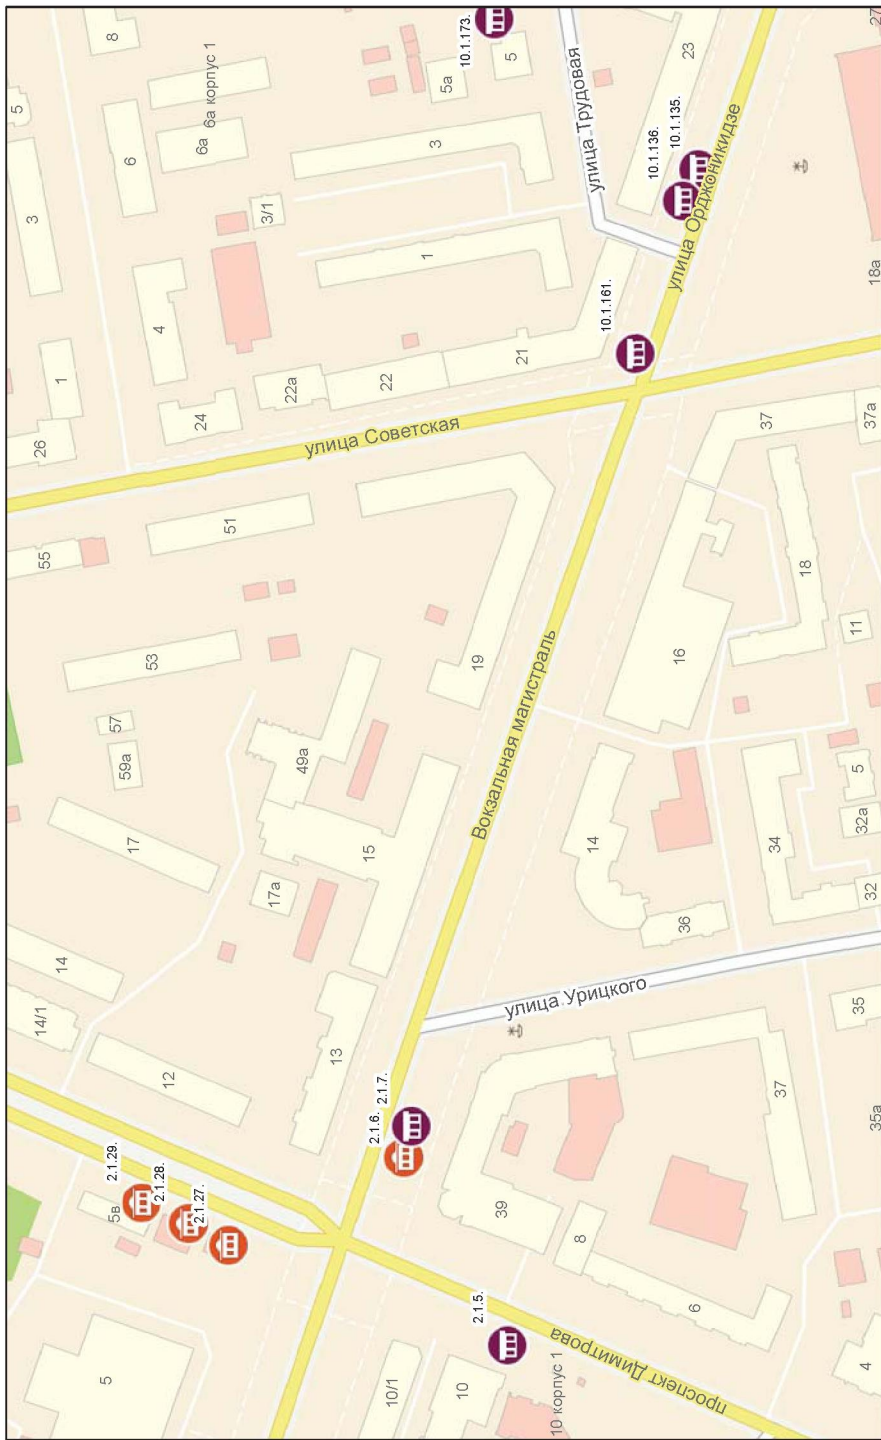 5
3
26
55
14/1
14
1
8
5
5в
2.1.29.
59а
57
17
6
53
4
2.1.28.
12
2.1.27.
24
51
6а
6а корпус 1
3/1
17а
22а
49а
13
15
22
улица Советская
10/1
2.1.6.
2.1.7.
1
3
5а
10
2.1.5.
10.1.173.
19
Вокзальная магистраль
21
39
5
10 корпус 1
улица Урицкого
8
14
улица Трудовая
10.1.161.
проспект Димитрова
6
36
16
10.1.136.
10.1.135.
улица Орджоникидзе
23
37
34
37
18
4
35
35а
5
32а
32
11
37а
18а
27